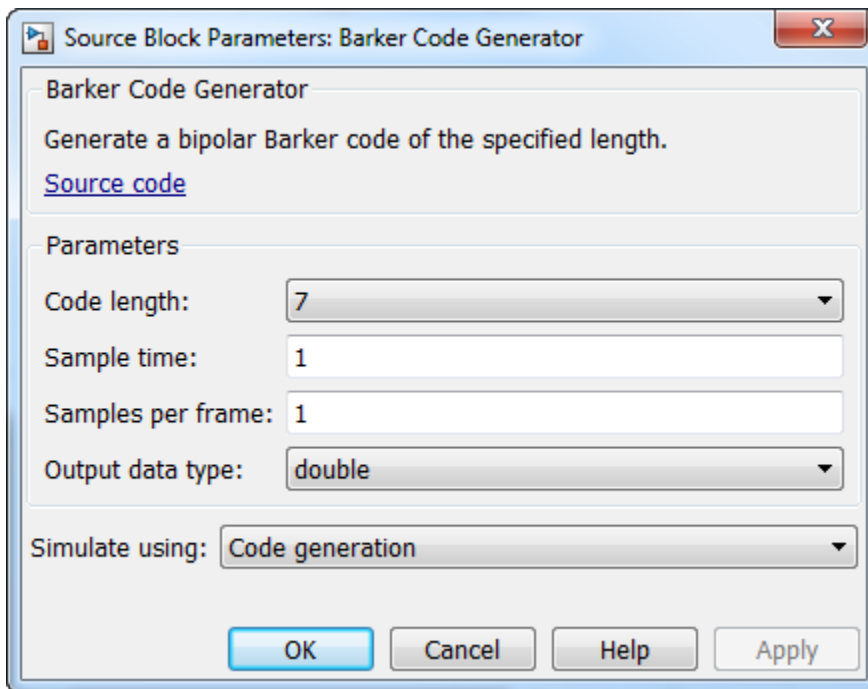 Source Block Parameters: Barker Code Generator
Barker Code Generator
Generate a bipolar Barker code of the specified length.
Source code
Parameters
Code length: 7
Sample time: 1
Samples per frame: 1
Output data type: double
Simulate using: Code generation
OK Cancel Help Apply